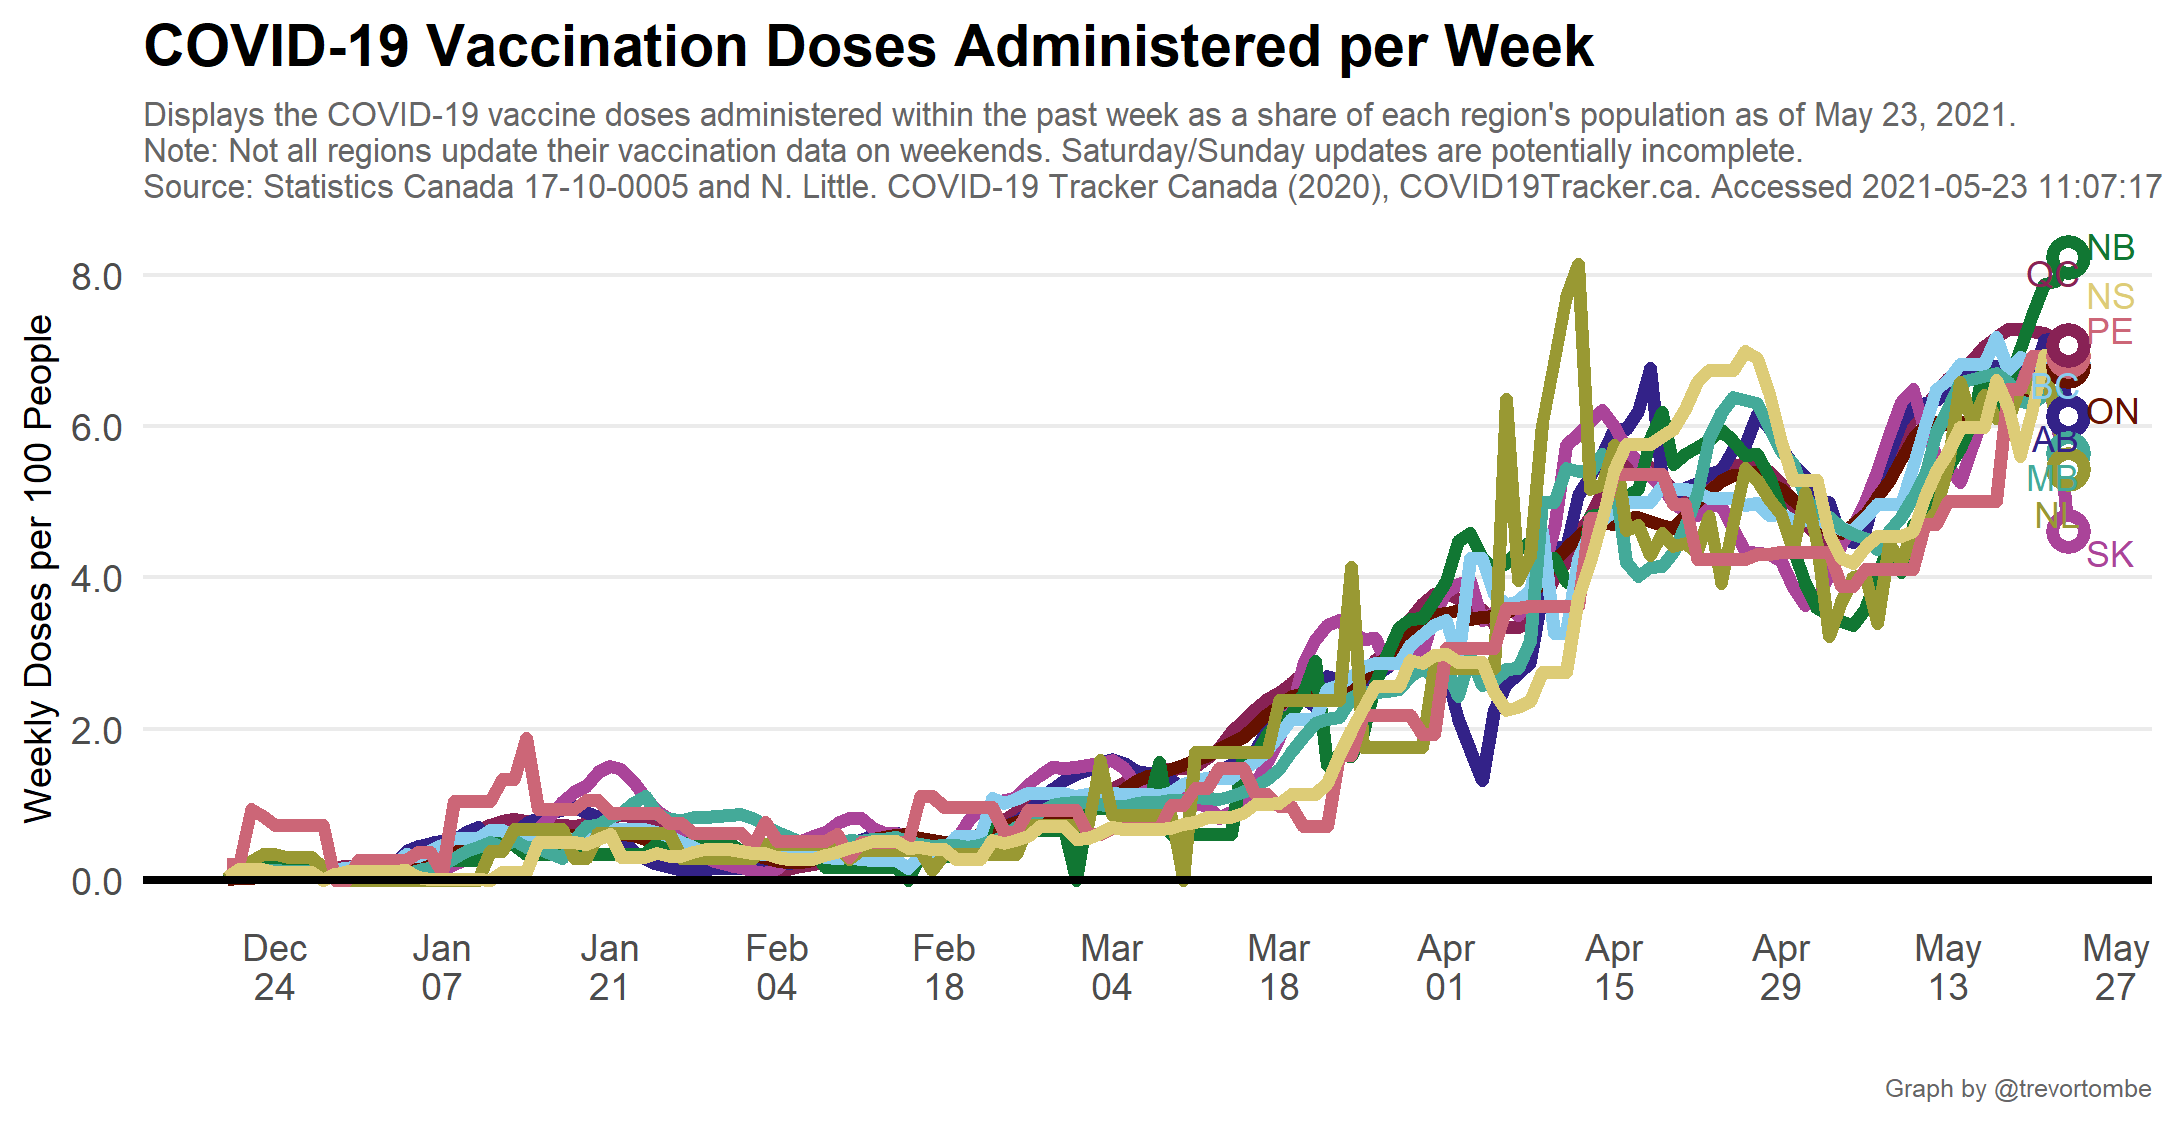 COVID-19 Vaccination Doses Administered per Week
Displays the COVID-19 vaccine doses administered within the past week as a share of each region's population as of May 23, 2021.
Note: Not all regions update their vaccination data on weekends. Saturday/Sunday updates are potentially incomplete.
Source: Statistics Canada 17-10-0005 and N. Little. COVID-19 Tracker Canada (2020), COVID19Tracker.ca. Accessed 2021-05-23 11:07:17
Weekly Doses per 100 People
8.0
6.0
4.0
2.0
0.0
NB
QC
NS
PE
BC
ON
AB
MB
NL
SK
Dec 
24
Jan
07
Jan
21
Feb
04
Feb
18
Mar
04
Mar
18
Apr
01
Apr
15
Apr
29
May
13
May
27
Graph by @trevortombe